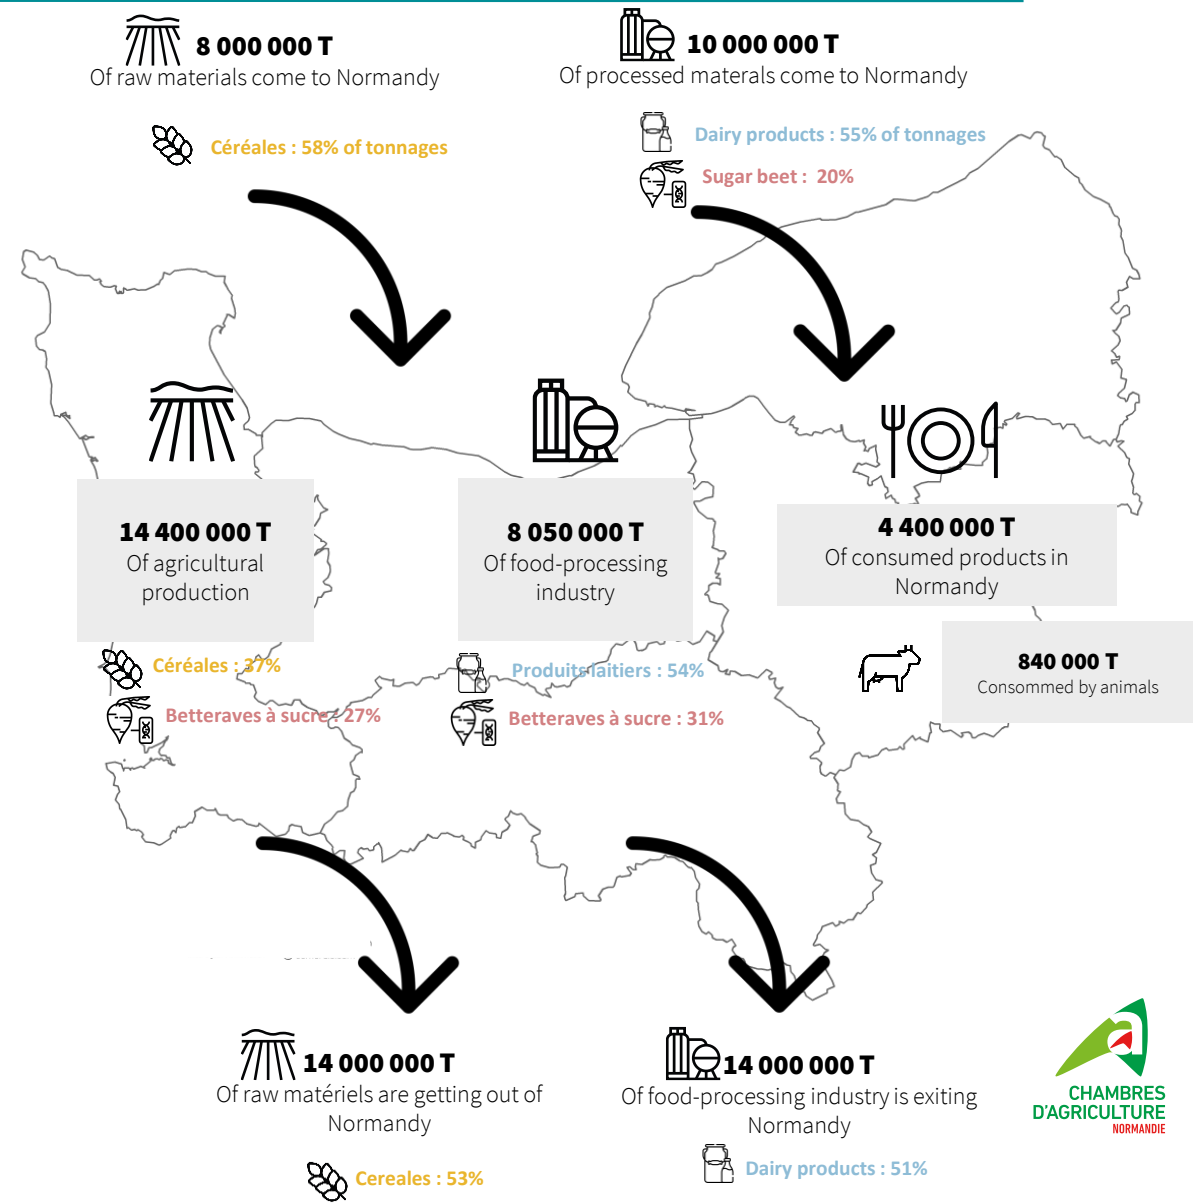 8 000 000 T
Of raw materials come to Normandy
Céréales : 58% of tonnages
10 000 000 T
Of processed materals come to Normandy
Dairy products : 55% of tonnages
Sugar beet : 20%
14 400 000 T
Of agricultural
production
Céréales : 37%
Betteraves à sucre : 27%
8 050 000 T
Of food-processing
industry
Produits laitiers : 54%
Betteraves à sucre : 31%
4 400 000 T
Of consumed products in
Normandy
840 000 T
Consommed by animals
14 000 000 T
Of raw matériels are getting out of
Normandy
Cereales : 53%
14 000 000 T
Of food-processing industry is exiting
Normandy
Dairy products : 51%
CHAMBRES
D'AGRICULTURE
NORMANDIE